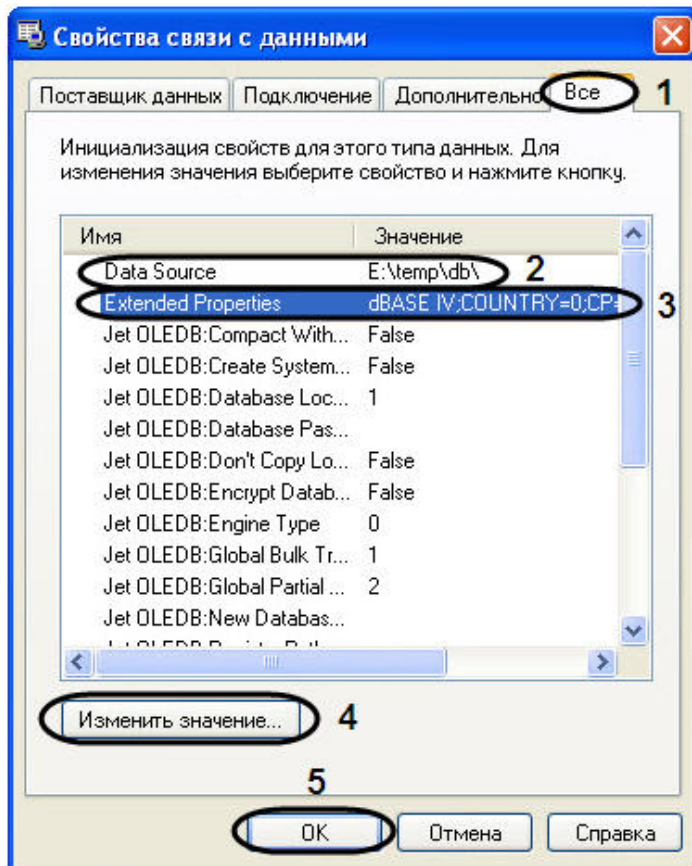 Свойства связи с данными
Поставщик данных Подключение Дополнительно Все 1
Инициализация свойств для этого типа данных. Для
изменения значения выберите свойство и нажмите кнопку.
Имя Значение
Data Source E:\temp\db\ 2
Extended Properties dBASE IV;COUNTRY=0;CP= 3
Jet OLEDB:Compact With... False
Jet OLEDB:Create System... False
Jet OLEDB:Database Loc... 1
Jet OLEDB:Database Pas...
Jet OLEDB:Don't Copy Lo... False
Jet OLEDB:Encrypt Datab... False
Jet OLEDB:Engine Type 0
Jet OLEDB:Global Bulk Tr... 1
Jet OLEDB:Global Partial ... 2
Jet OLEDB:New Databas...
Изменить значение... 4
5
OK Отмена Справка